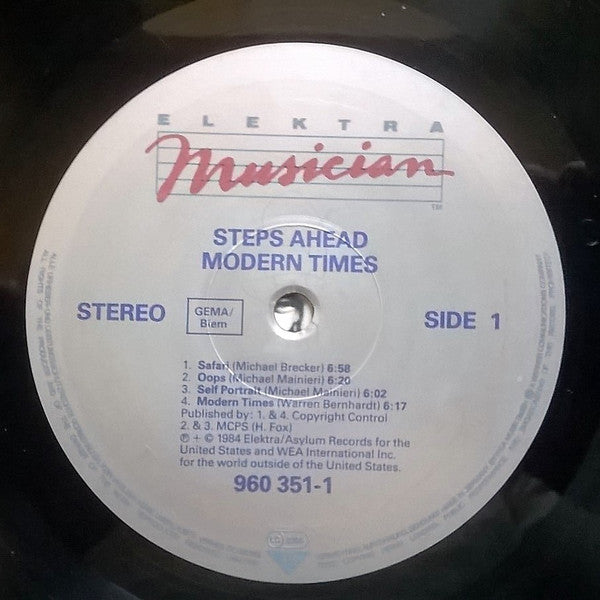 ELEKTRA
Musician
TM
STEPS AHEAD
MODERN TIMES
STEREO
GEMA/
Biem
SIDE 1
1. Safari (Michael Brecker) 6:58
2. Oops (Michael Mainieri) 6:20
3. Self Portrait (Michael Mainieri) 6:02
4. Modern Times (Warren Bernhardt) 6:17
Published by: 1. & 4. Copyright Control
2. & 3. MCPS (H. Fox)
℗ + © 1984 Elektra/Asylum Records for the
United States and WEA International Inc.
for the world outside of the United States.
960 351-1